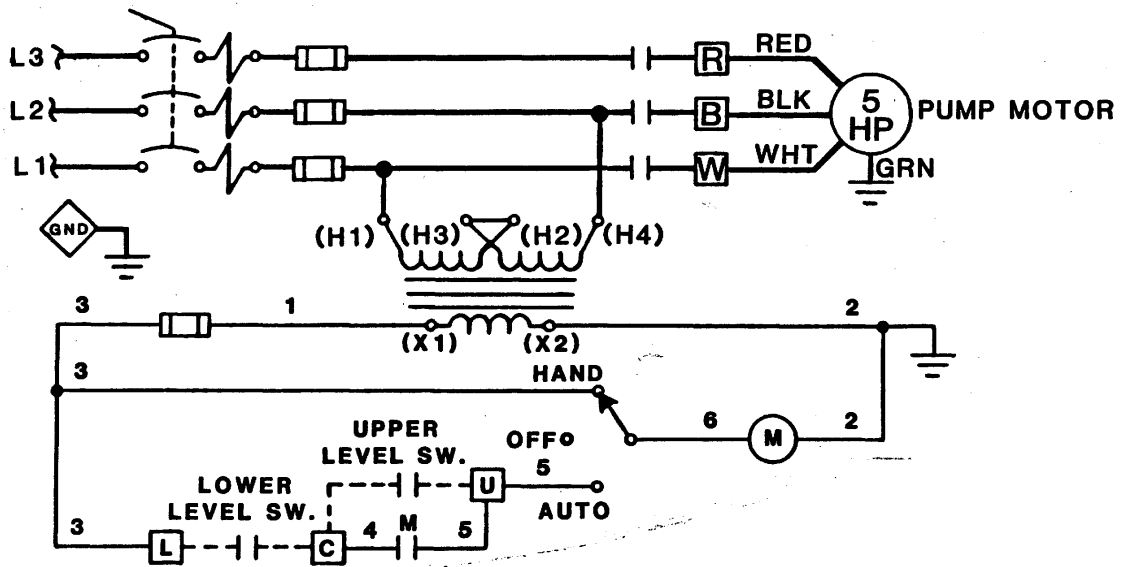 L3
R
RED
L2
B
BLK
5
HP
PUMP MOTOR
L1
W
WHT
GRN
GND
(H1)
(H3)
(H2)
(H4)
3
1
(X1)
(X2)
2
3
HAND
6
M
2
UPPER
LEVEL SW.
OFF
5
U
AUTO
LOWER
LEVEL SW.
3
L
C
4
M
5